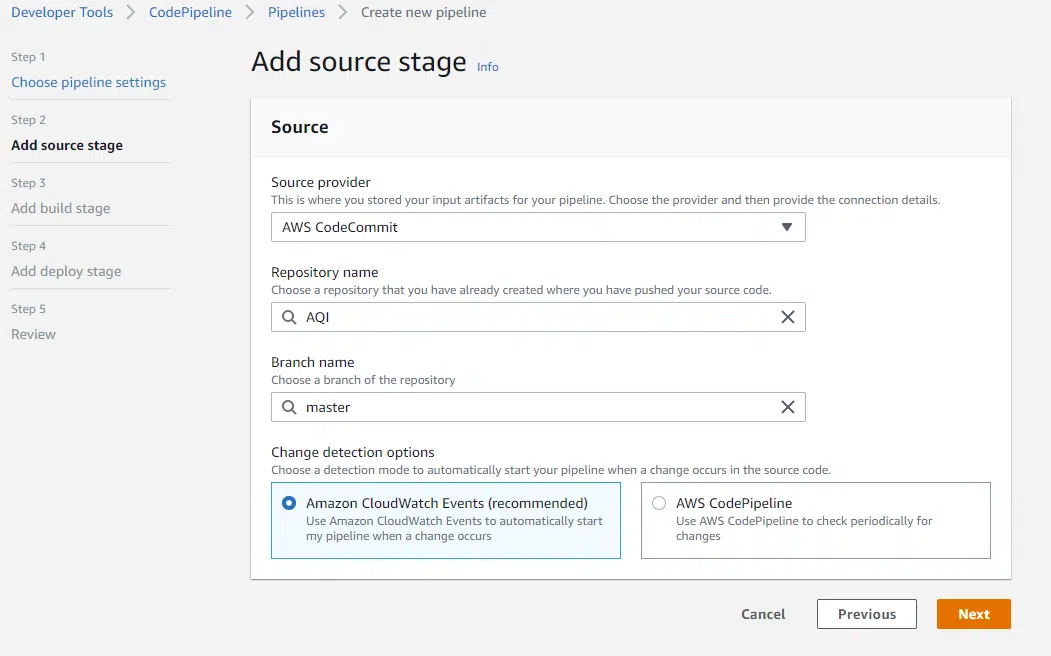 Developer Tools > CodePipeline > Pipelines > Create new pipeline
Step 1
Choose pipeline settings
Step 2
Add source stage
Step 3
Add build stage
Step 4
Add deploy stage
Step 5
Review
Add source stage Info
Source
Source provider
This is where you stored your input artifacts for your pipeline. Choose the provider and then provide the connection details.
AWS CodeCommit
Repository name
Choose a repository that you have already created where you have pushed your source code.
AQI
Branch name
Choose a branch of the repository
master
Change detection options
Choose a detection mode to automatically start your pipeline when a change occurs in the source code.
Amazon CloudWatch Events (recommended)
Use Amazon CloudWatch Events to automatically start
my pipeline when a change occurs
AWS CodePipeline
Use AWS CodePipeline to check periodically for
changes
Cancel Previous Next